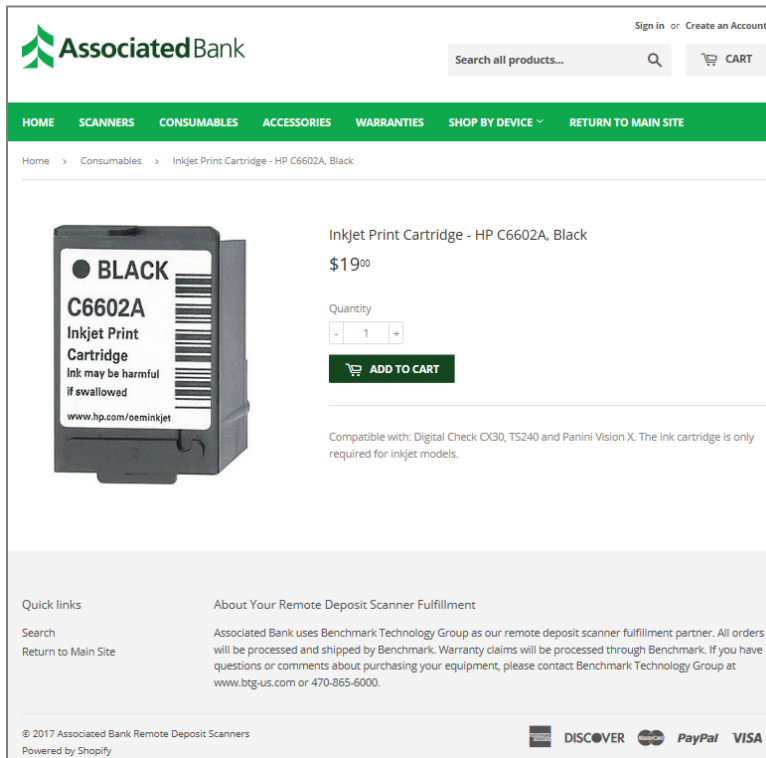 Sign in or Create an Account
Associated Bank
Search all products...
CART
HOME SCANNERS CONSUMABLES ACCESSORIES WARRANTIES SHOP BY DEVICE RETURN TO MAIN SITE
Home > Consumables > InkJet Print Cartridge - HP C6602A, Black
BLACK
C6602A
Inkjet Print
Cartridge
Ink may be harmful
if swallowed
www.hp.com/oeminkjet
InkJet Print Cartridge - HP C6602A, Black
$1900
Quantity
- 1 +
ADD TO CART
Compatible with: Digital Check CX30, TS240 and Panini Vision X. The ink cartridge is only
required for inkjet models.
Quick links
Search
Return to Main Site
About Your Remote Deposit Scanner Fulfillment
Associated Bank uses Benchmark Technology Group as our remote deposit scanner fulfillment partner. All orders
will be processed and shipped by Benchmark. Warranty claims will be processed through Benchmark. If you have
questions or comments about purchasing your equipment, please contact Benchmark Technology Group at
www.btg-us.com or 470-865-6000.
© 2017 Associated Bank Remote Deposit Scanners
Powered by Shopify
DISCOVER MasterCard PayPal VISA